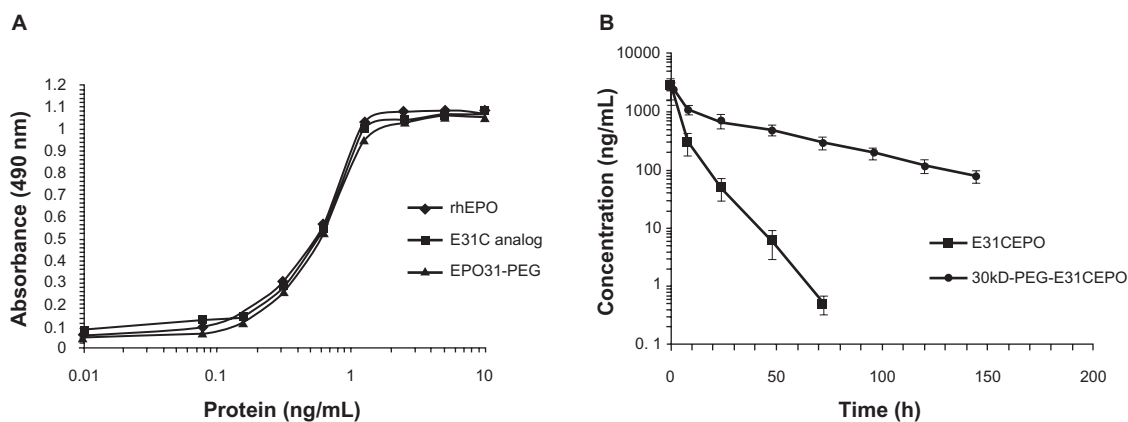 A
Absorbance (490 nm)
1.2
1.1
1
0.9
0.8
0.7
0.6
0.5
0.4
0.3
0.2
0.1
0
0.01
0.1
1
10
Protein (ng/mL)
rhEPO
E31C analog
EPO31-PEG
B
Concentration (ng/mL)
10000
1000
100
10
1
0. 1
0
50
100
150
200
Time (h)
E31CEPO
30kD-PEG-E31CEPO